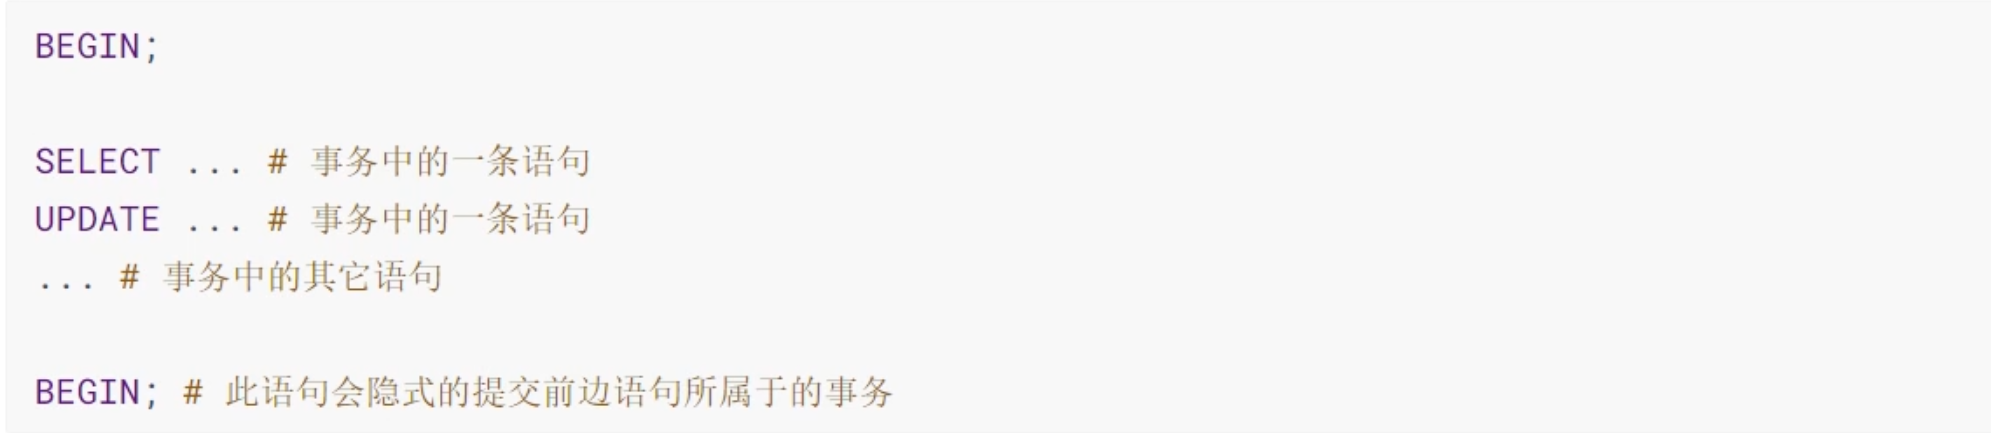 BEGIN;
SELECT ... # 事务中的一条语句
UPDATE ... # 事务中的一条语句
... # 事务中的其它语句
BEGIN; # 此语句会隐式的提交前边语句所属于的事务